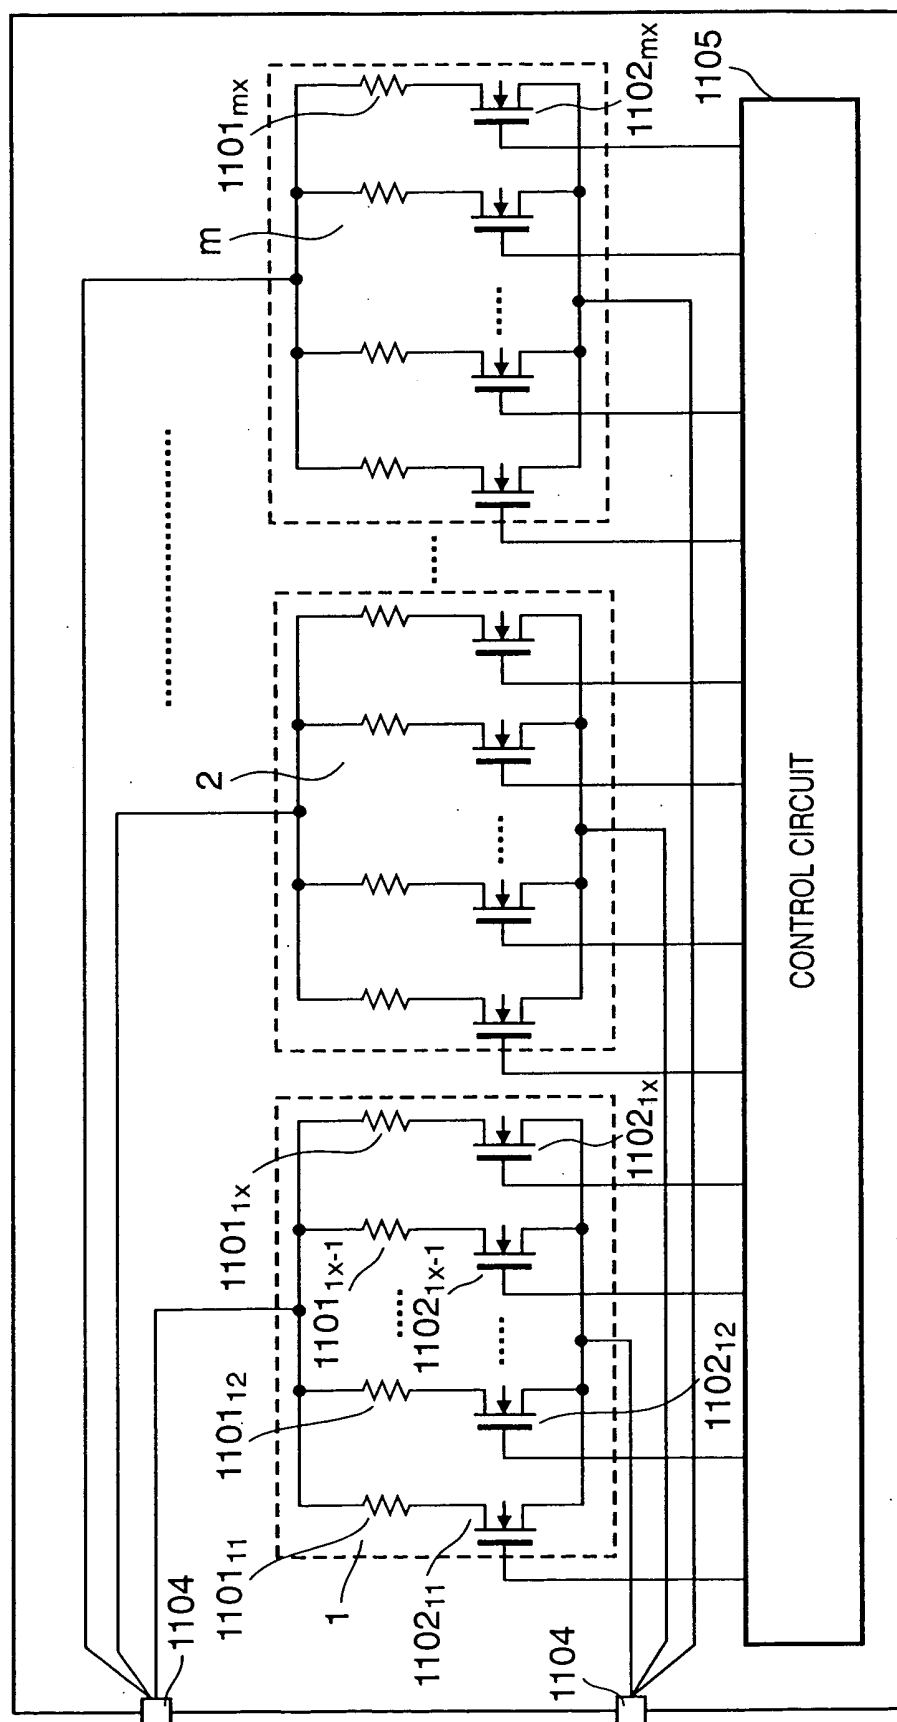 1104
1101₁₁
1
1102₁₁
1101₁₂
1102₁₂
1101₁ₓ₋₁
1102₁ₓ₋₁
1101₁ₓ
1102₁ₓ
2
m
1101ₘₓ
1102ₘₓ
1104
CONTROL CIRCUIT
1105